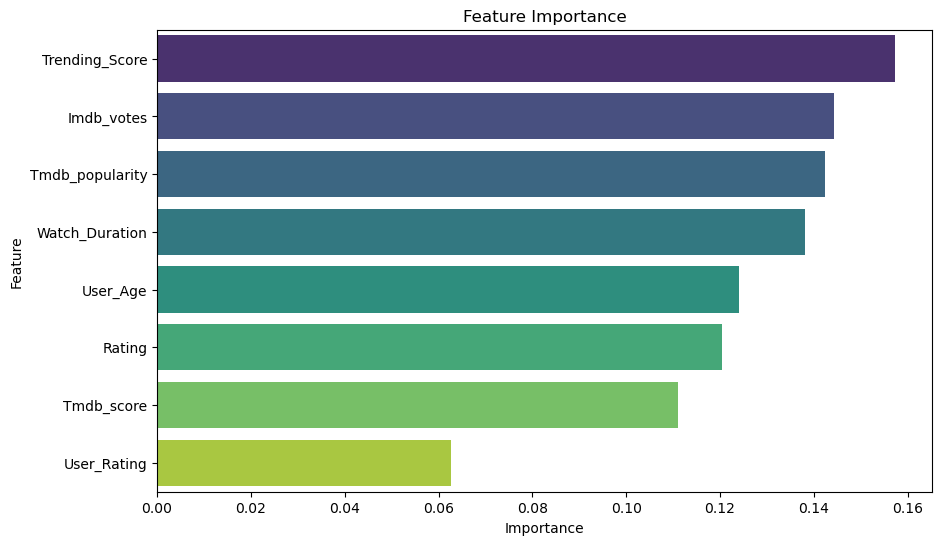 Feature Importance
Trending_Score
Imdb_votes
Tmdb_popularity
Watch_Duration
User_Age
Rating
Tmdb_score
User_Rating
Feature
0.00 0.02 0.04 0.06 0.08 0.10 0.12 0.14 0.16
Importance